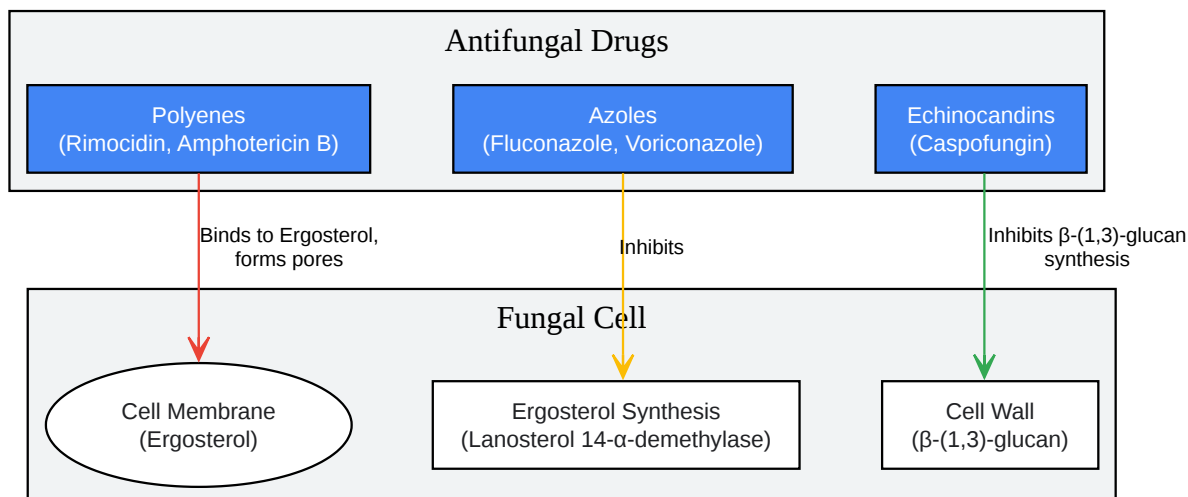 Antifungal Drugs
Polyenes
(Rimocidin, Amphotericin B)
Azoles
(Fluconazole, Voriconazole)
Echinocandins
(Caspofungin)
Binds to Ergosterol,
forms pores
Inhibits
Inhibits β-(1,3)-glucan
synthesis
Fungal Cell
Cell Membrane
(Ergosterol)
Ergosterol Synthesis
(Lanosterol 14-α-demethylase)
Cell Wall
(β-(1,3)-glucan)